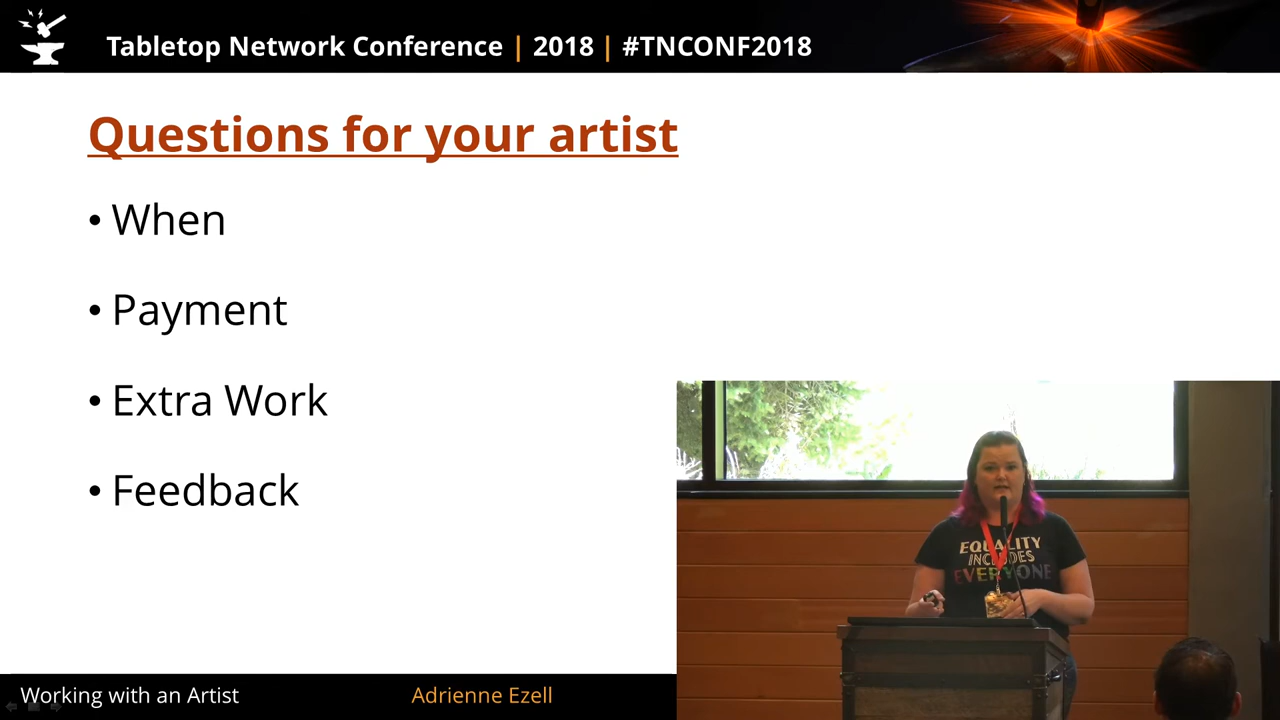 Tabletop Network Conference | 2018 | #TNCONF2018
Questions for your artist
• When
• Payment
• Extra Work
• Feedback
EQUALITY
INCLUDES
EVERYONE
Working with an Artist
Adrienne Ezell